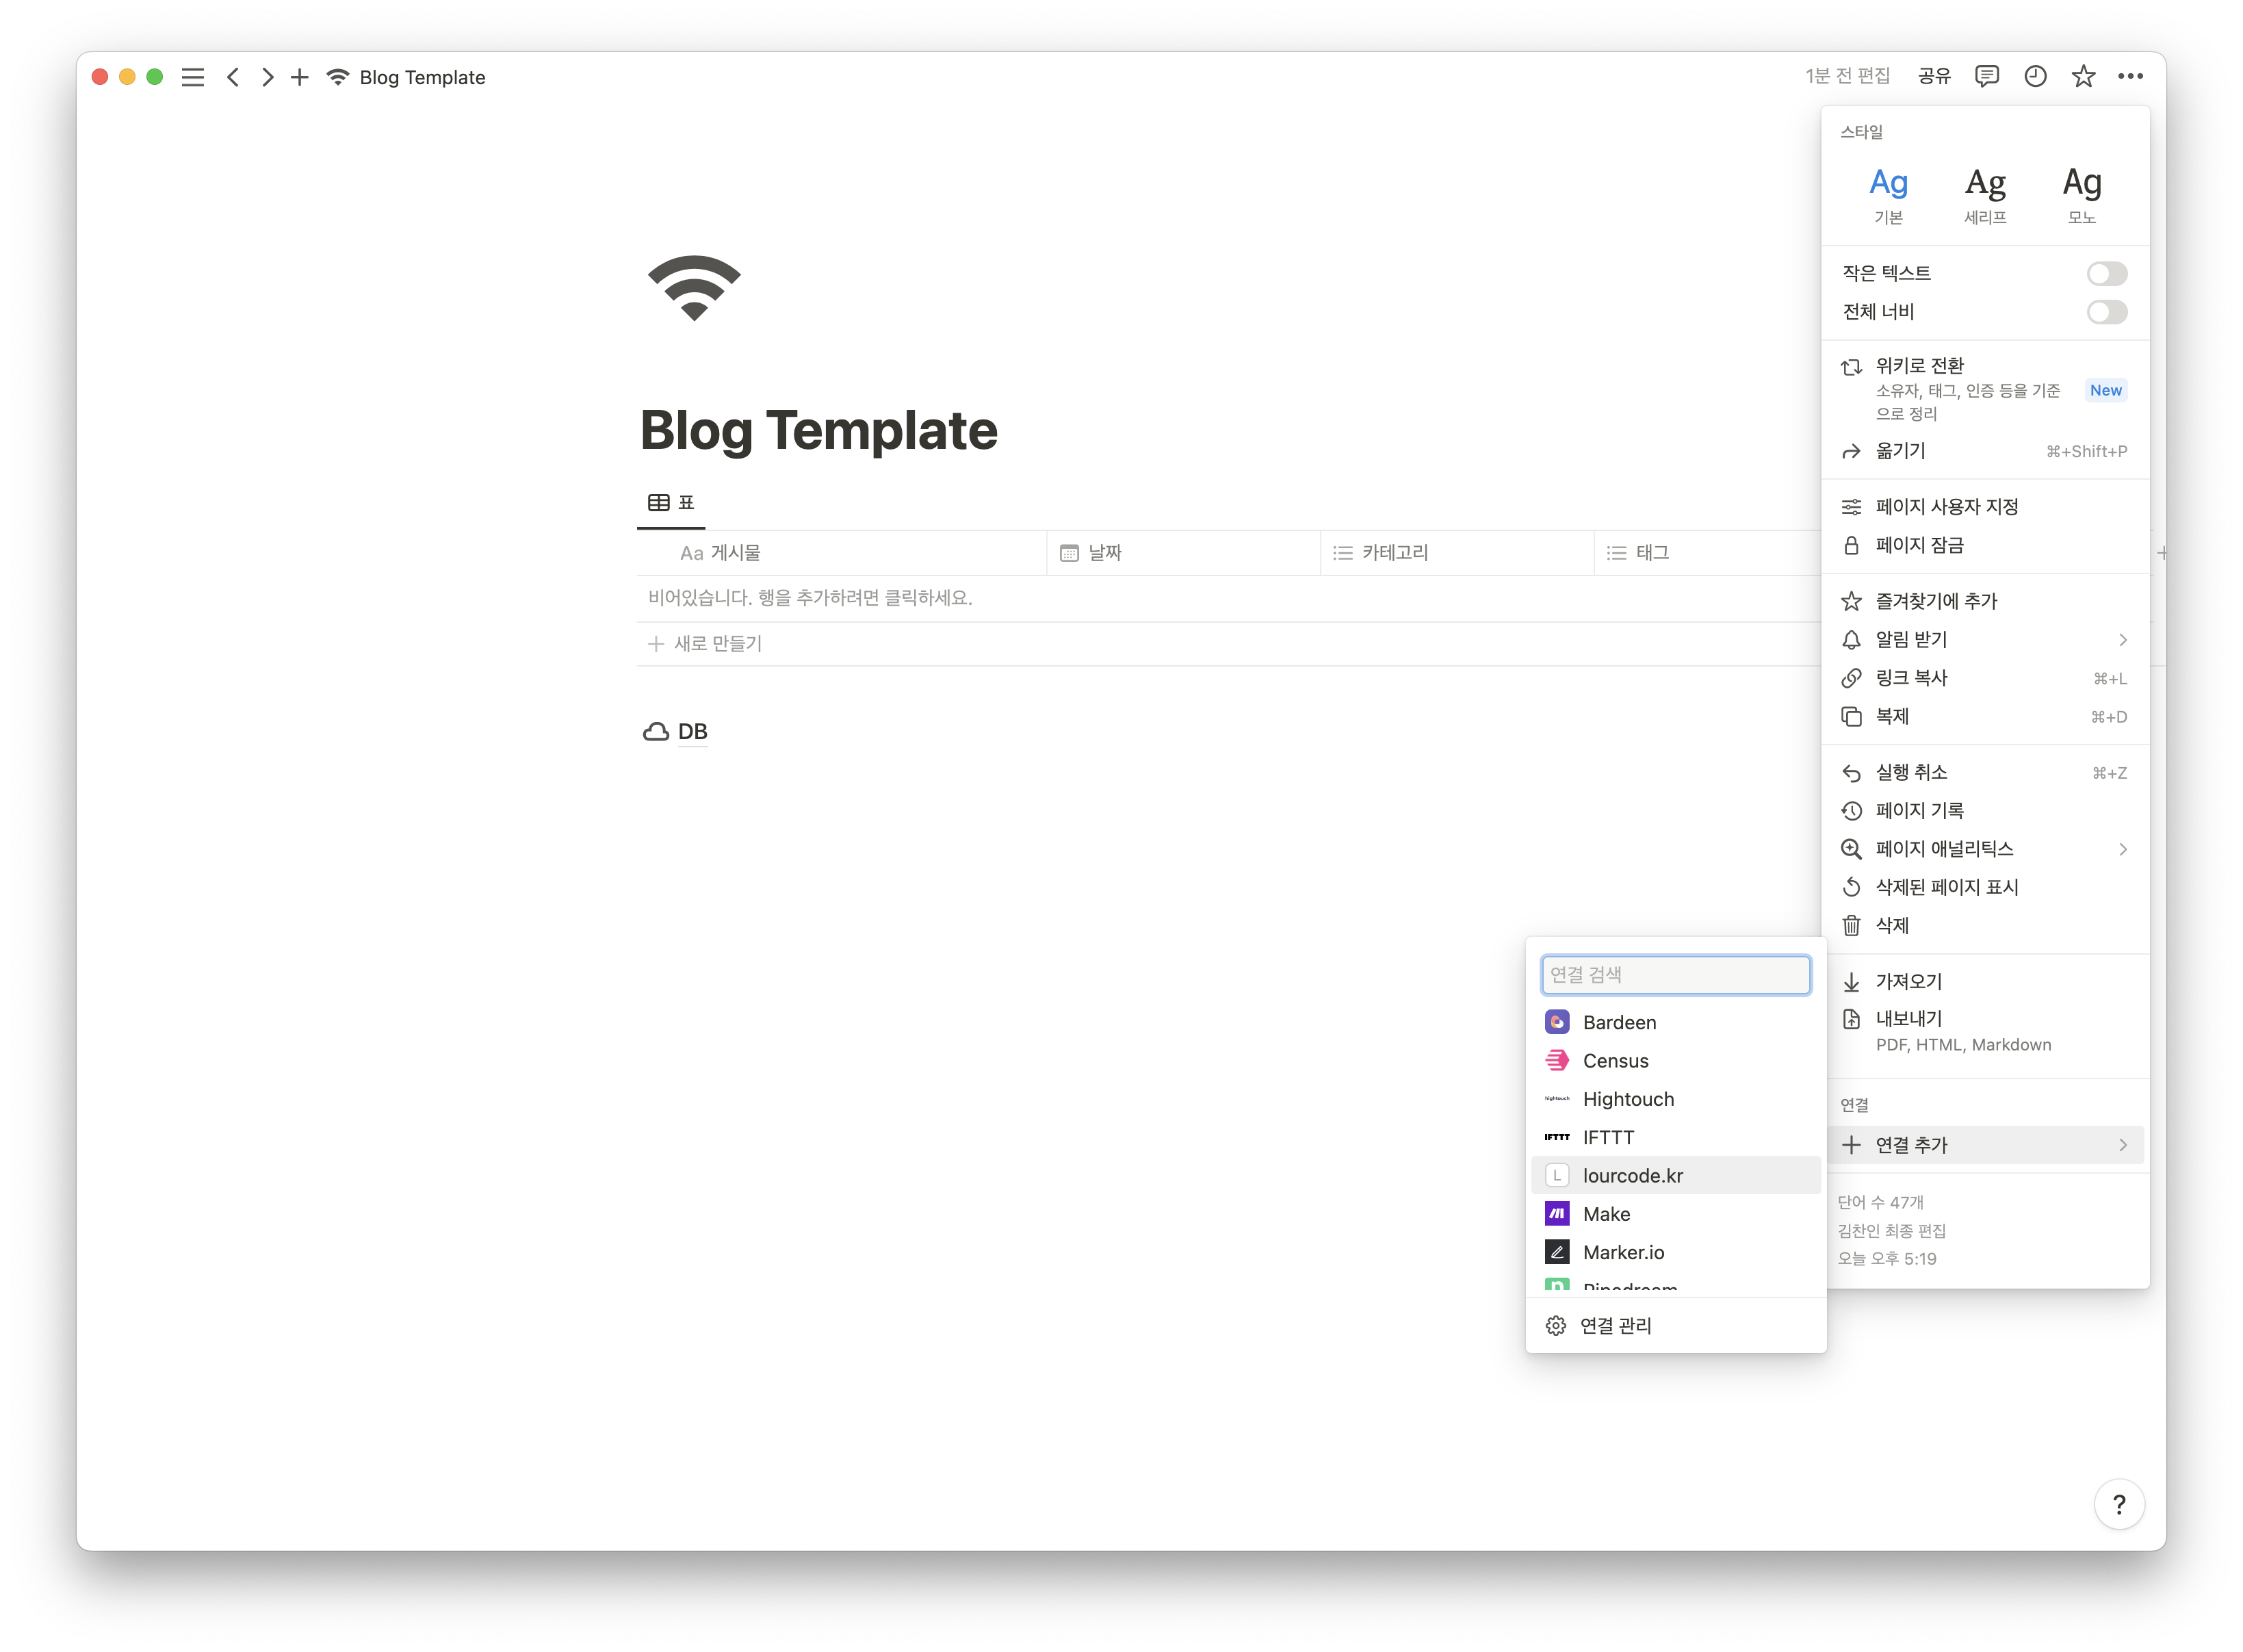 Blog Template
1분 전 편집
공유
스타일
Ag
Ag
Ag
기본
세리프
모노
작은 텍스트
전체 너비
위키로 전환
소유자, 태그, 인증 등을 기준
으로 정리
New
옮기기
⌘+Shift+P
페이지 사용자 지정
페이지 잠금
즐겨찾기에 추가
알림 받기
링크 복사
⌘+L
복제
⌘+D
실행 취소
⌘+Z
페이지 기록
페이지 애널리틱스
삭제된 페이지 표시
삭제
가져오기
내보내기
PDF, HTML, Markdown
연결
연결 추가
단어 수 47개
김찬인 최종 편집
오늘 오후 5:19
Blog Template
표
Aa 게시물
날짜
카테고리
태그
비어있습니다. 행을 추가하려면 클릭하세요.
새로 만들기
DB
연결 검색
Bardeen
Census
hightouch Hightouch
IFTTT IFTTT
L lourcode.kr
Make
Marker.io
Pipedream
연결 관리
?